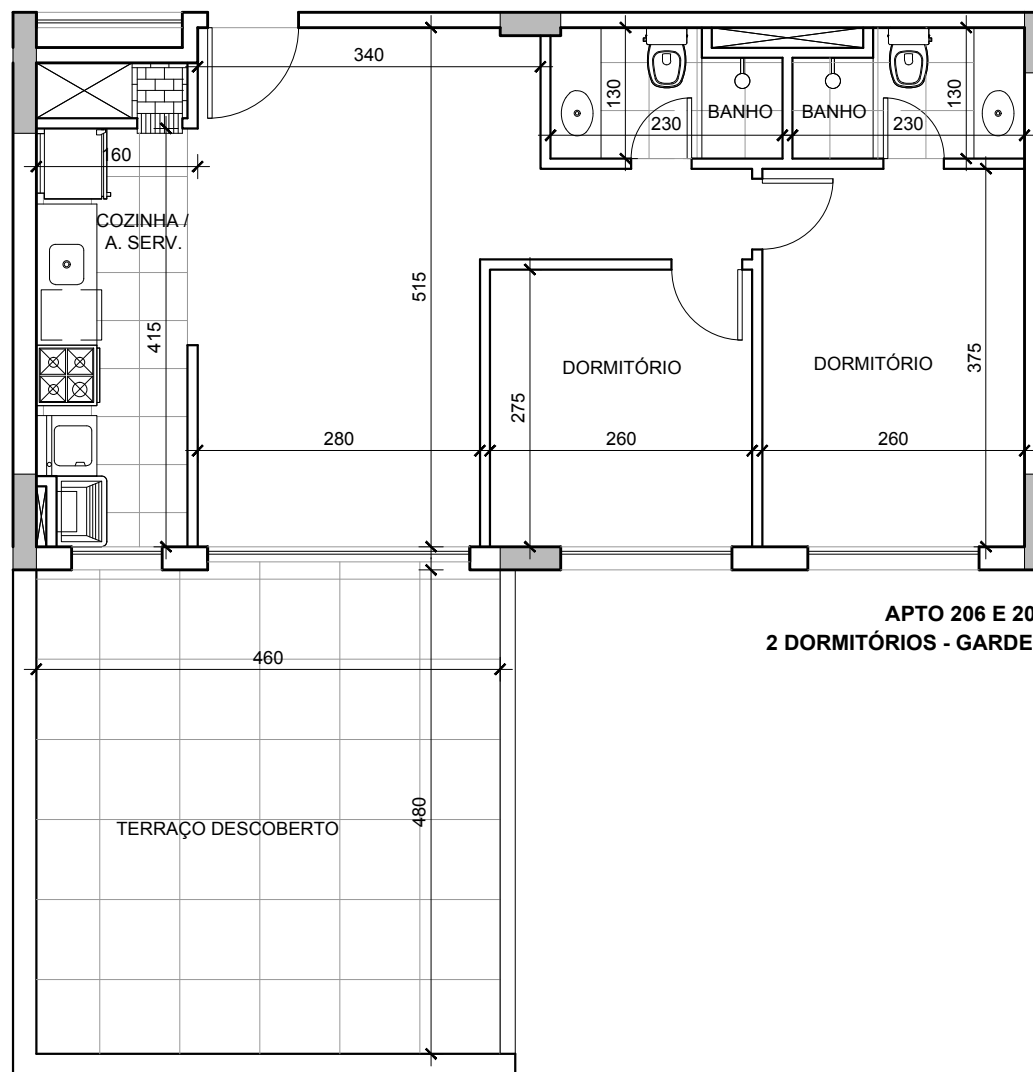 340
130
BANHO
BANHO
130
230
230
160
COZINHA /
A. SERV.
515
415
DORMITÓRIO
DORMITÓRIO
375
275
280
260
260
APTO 206 E 20
2 DORMITÓRIOS - GARDE
460
480
TERRAÇO DESCOBERTO